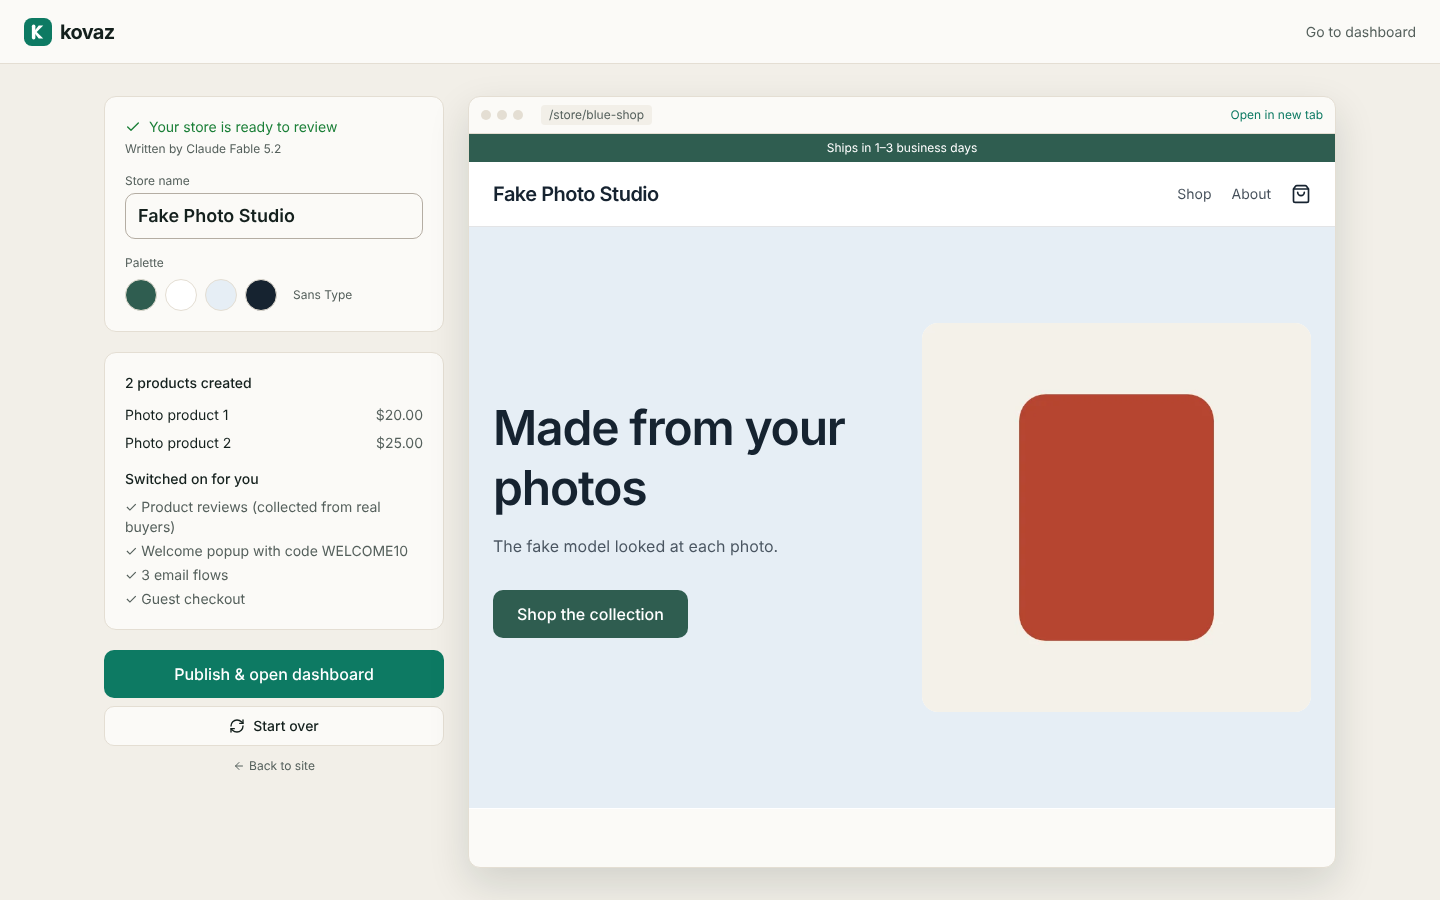 K kovaz
Go to dashboard
Your store is ready to review
Written by Claude Fable 5.2
Store name
Fake Photo Studio
Palette
Sans Type
2 products created
Photo product 1 $20.00
Photo product 2 $25.00
Switched on for you
✓ Product reviews (collected from real
buyers)
✓ Welcome popup with code WELCOME10
✓ 3 email flows
✓ Guest checkout
Publish & open dashboard
Start over
← Back to site
/store/blue-shop
Open in new tab
Ships in 1–3 business days
Fake Photo Studio
Shop About
Made from your
photos
The fake model looked at each photo.
Shop the collection